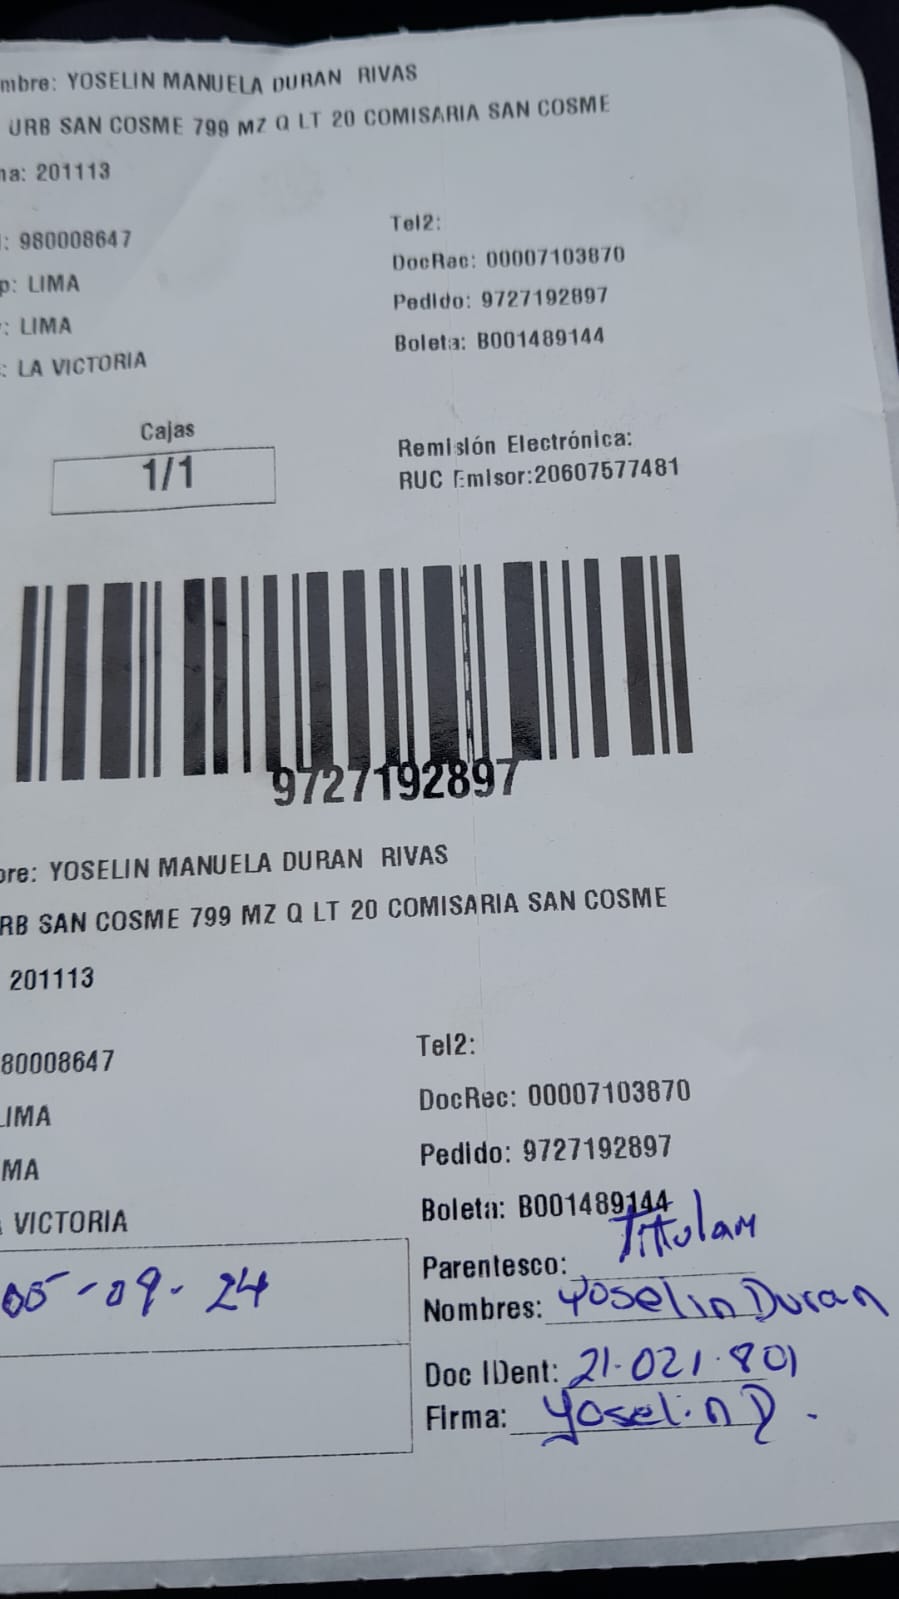 mbre: YOSELIN MANUELA DURAN RIVAS
URB SAN COSME 799 MZ Q LT 20 COMISARIA SAN COSME
na: 201113
: 980008647
Tel2:
DocRec: 00007103870
p: LIMA
Pedido: 9727192897
: LIMA
Boleta: B001489144
: LA VICTORIA
Cajas
1/1
Remisión Electrónica:
RUC Emisor:20607577481
9727192897
bre: YOSELIN MANUELA DURAN RIVAS
RB SAN COSME 799 MZ Q LT 20 COMISARIA SAN COSME
201113
80008647
Tel2:
LIMA
DocRec: 00007103870
MA
Pedido: 9727192897
VICTORIA
Boleta: B001489144
Titular
Parentesco:
05-09-24
Nombres: Yoselin Duran
Doc IDent: 21.021.801
Firma: Yoselin D.